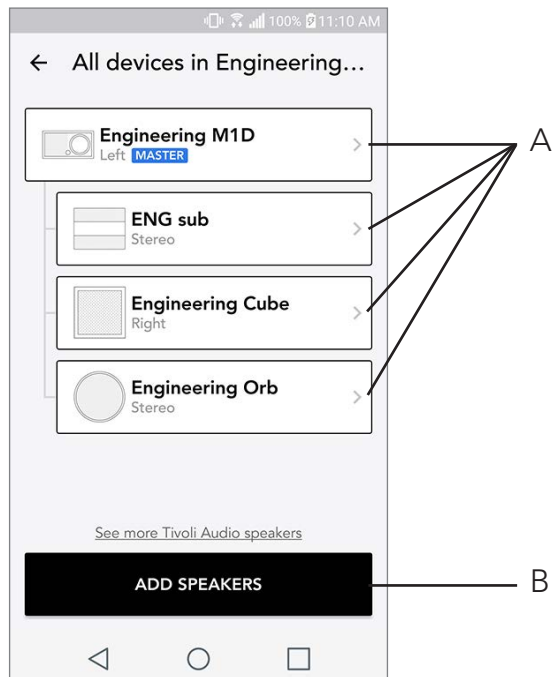 100% 11:10 AM
All devices in Engineering...
Engineering M1D
Left MASTER
A
ENG sub
Stereo
Engineering Cube
Right
Engineering Orb
Stereo
See more Tivoli Audio speakers
ADD SPEAKERS
B